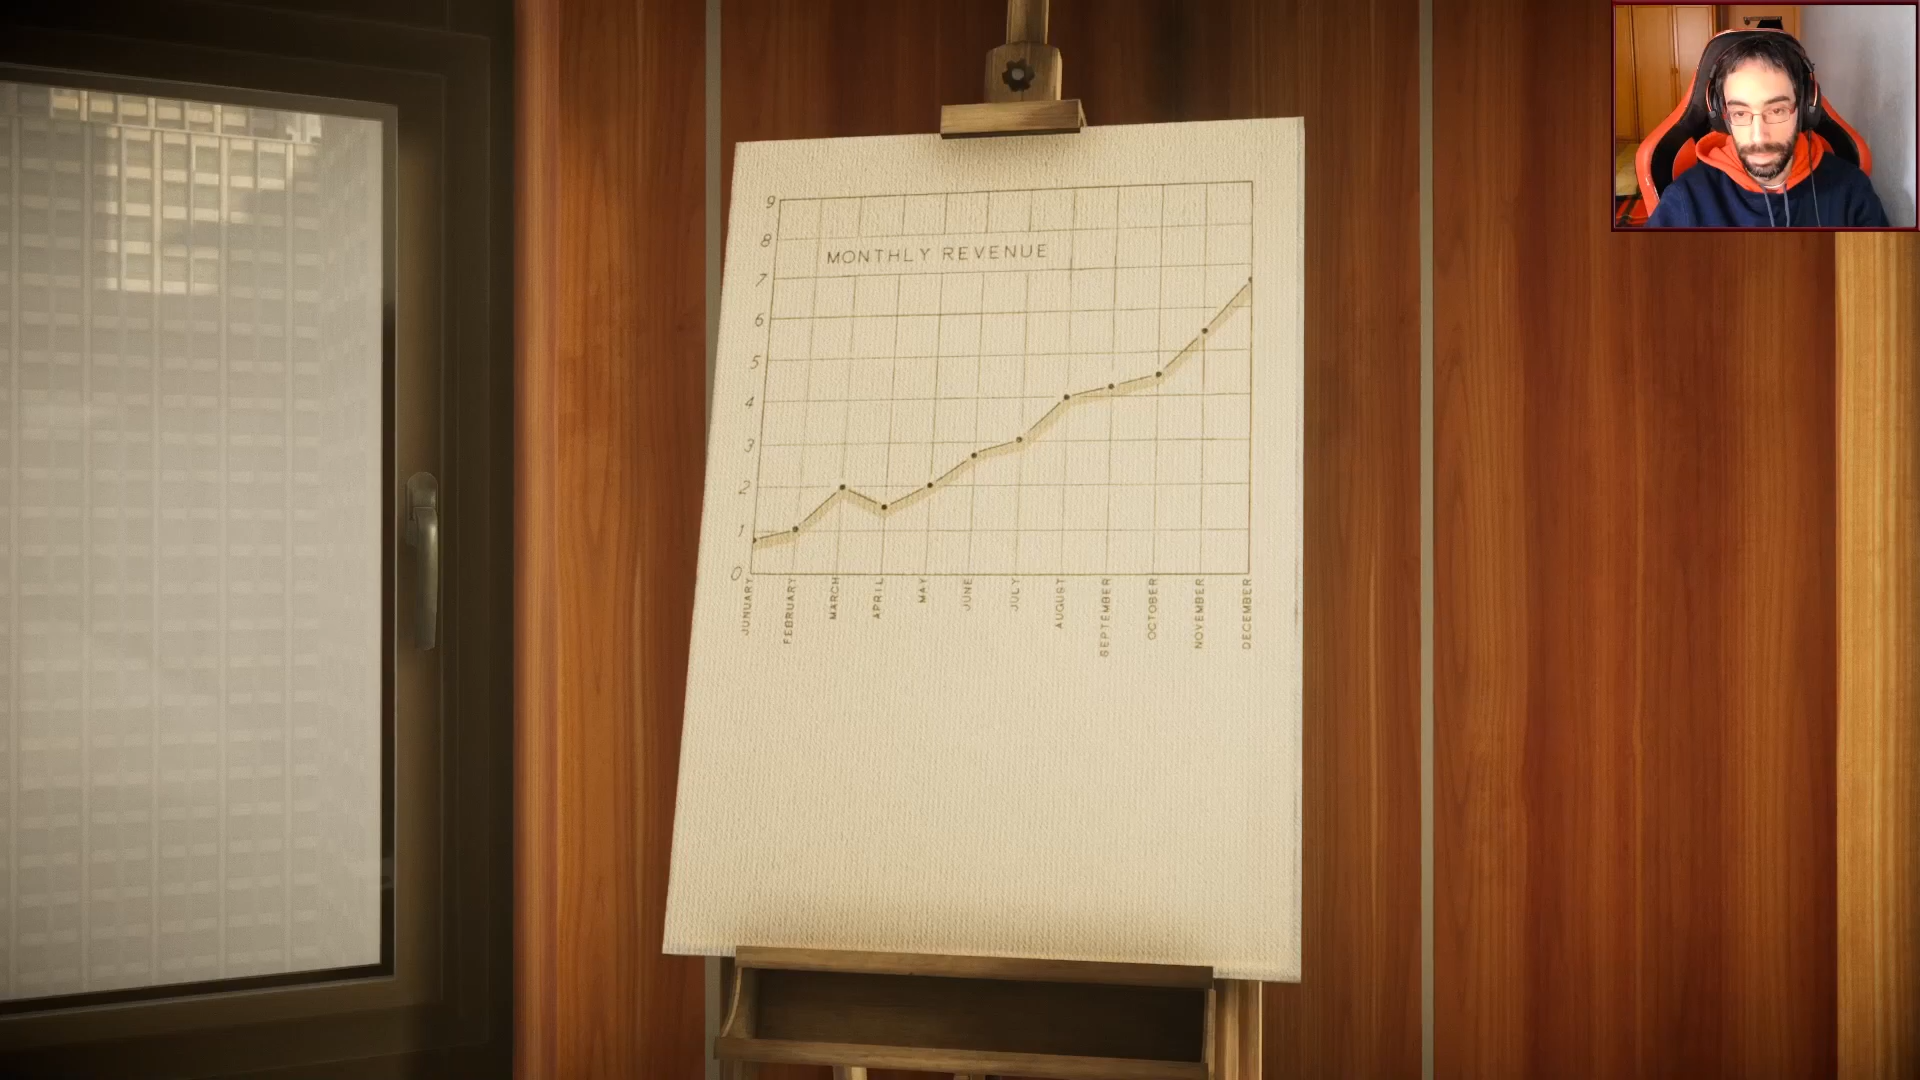 9
8
MONTHLY REVENUE
7
6
5
4
3
2
1
0
JUNUARY
FEBRUARY
MARCH
APRIL
MAY
JUNE
JULY
AUGUST
SEPTEMBER
OCTOBER
NOVEMBER
DECEMBER